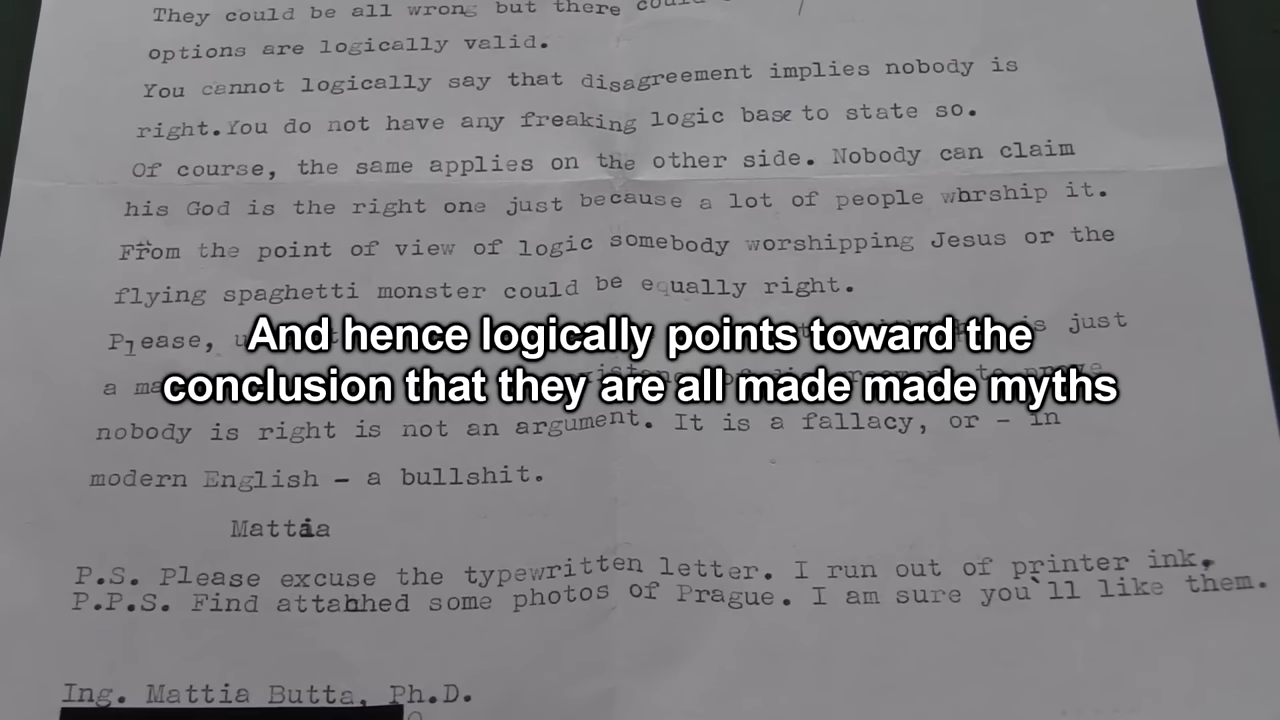 They could be all wrong but there could
options are logically valid.
You cannot logically say that disagreement implies nobody is
right.You do not have any freaking logic base to state so.
Of course, the same applies on the other side. Nobody can claim
his God is the right one just because a lot of people whrship it.
From the point of view of logic somebody worshipping Jesus or the
flying spaghetti monster could be equally right.
Please, is just
And hence logically points toward the
a
conclusion that they are all made made myths
nobody is right is not an argument. It is a fallacy, or - in
modern English - a bullshit.
Mattia
P.S. Please excuse the typewritten letter. I run out of printer ink.
P.P.S. Find attahhed some photos of Prague. I am sure you`ll like them.
Ing. Mattia Butta, Ph.D.